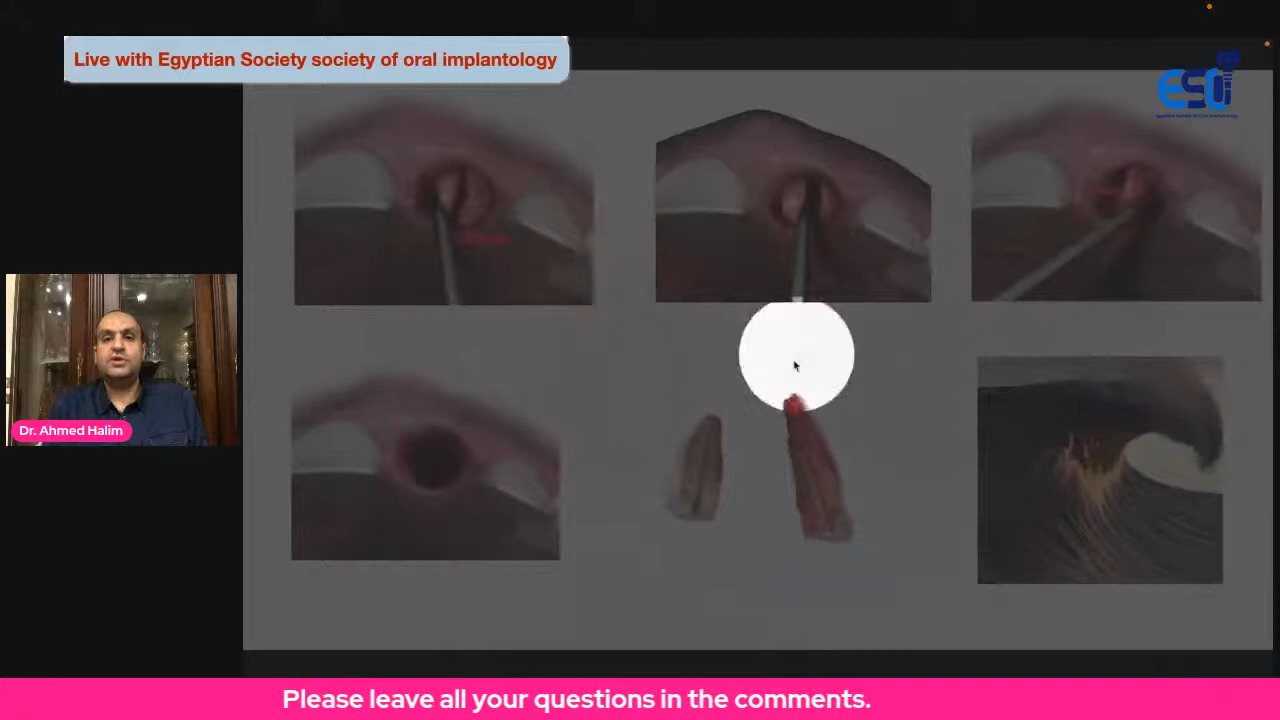 Live with Egyptian Society society of oral implantology
ESOi
Dr. Ahmed Halim
Please leave all your questions in the comments.